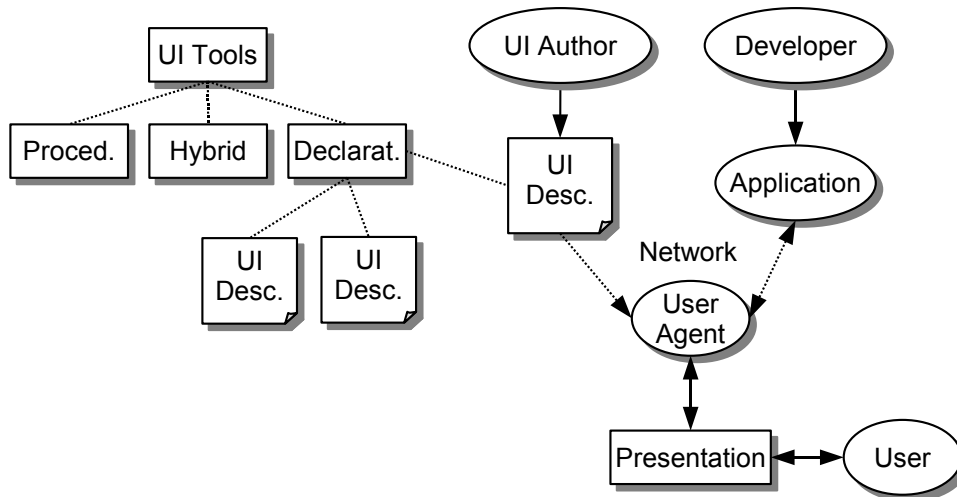 UI Tools
UI Author
Developer
Proced.
Hybrid
Declarat.
UI
Desc.
Application
UI
Desc.
UI
Desc.
Network
User
Agent
Presentation
User